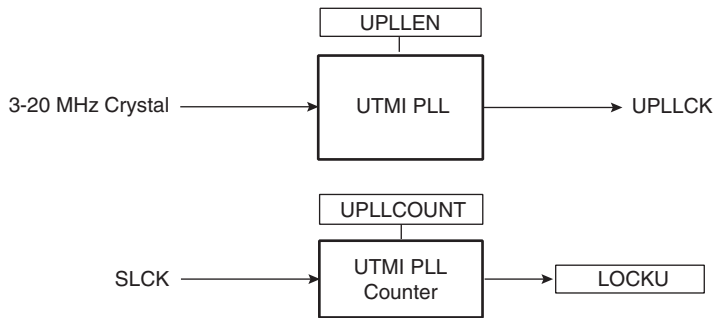 UPLLEN
3-20 MHz Crystal
UTMI PLL
UPLLCK
UPLLCOUNT
SLCK
UTMI PLL
Counter
LOCKU